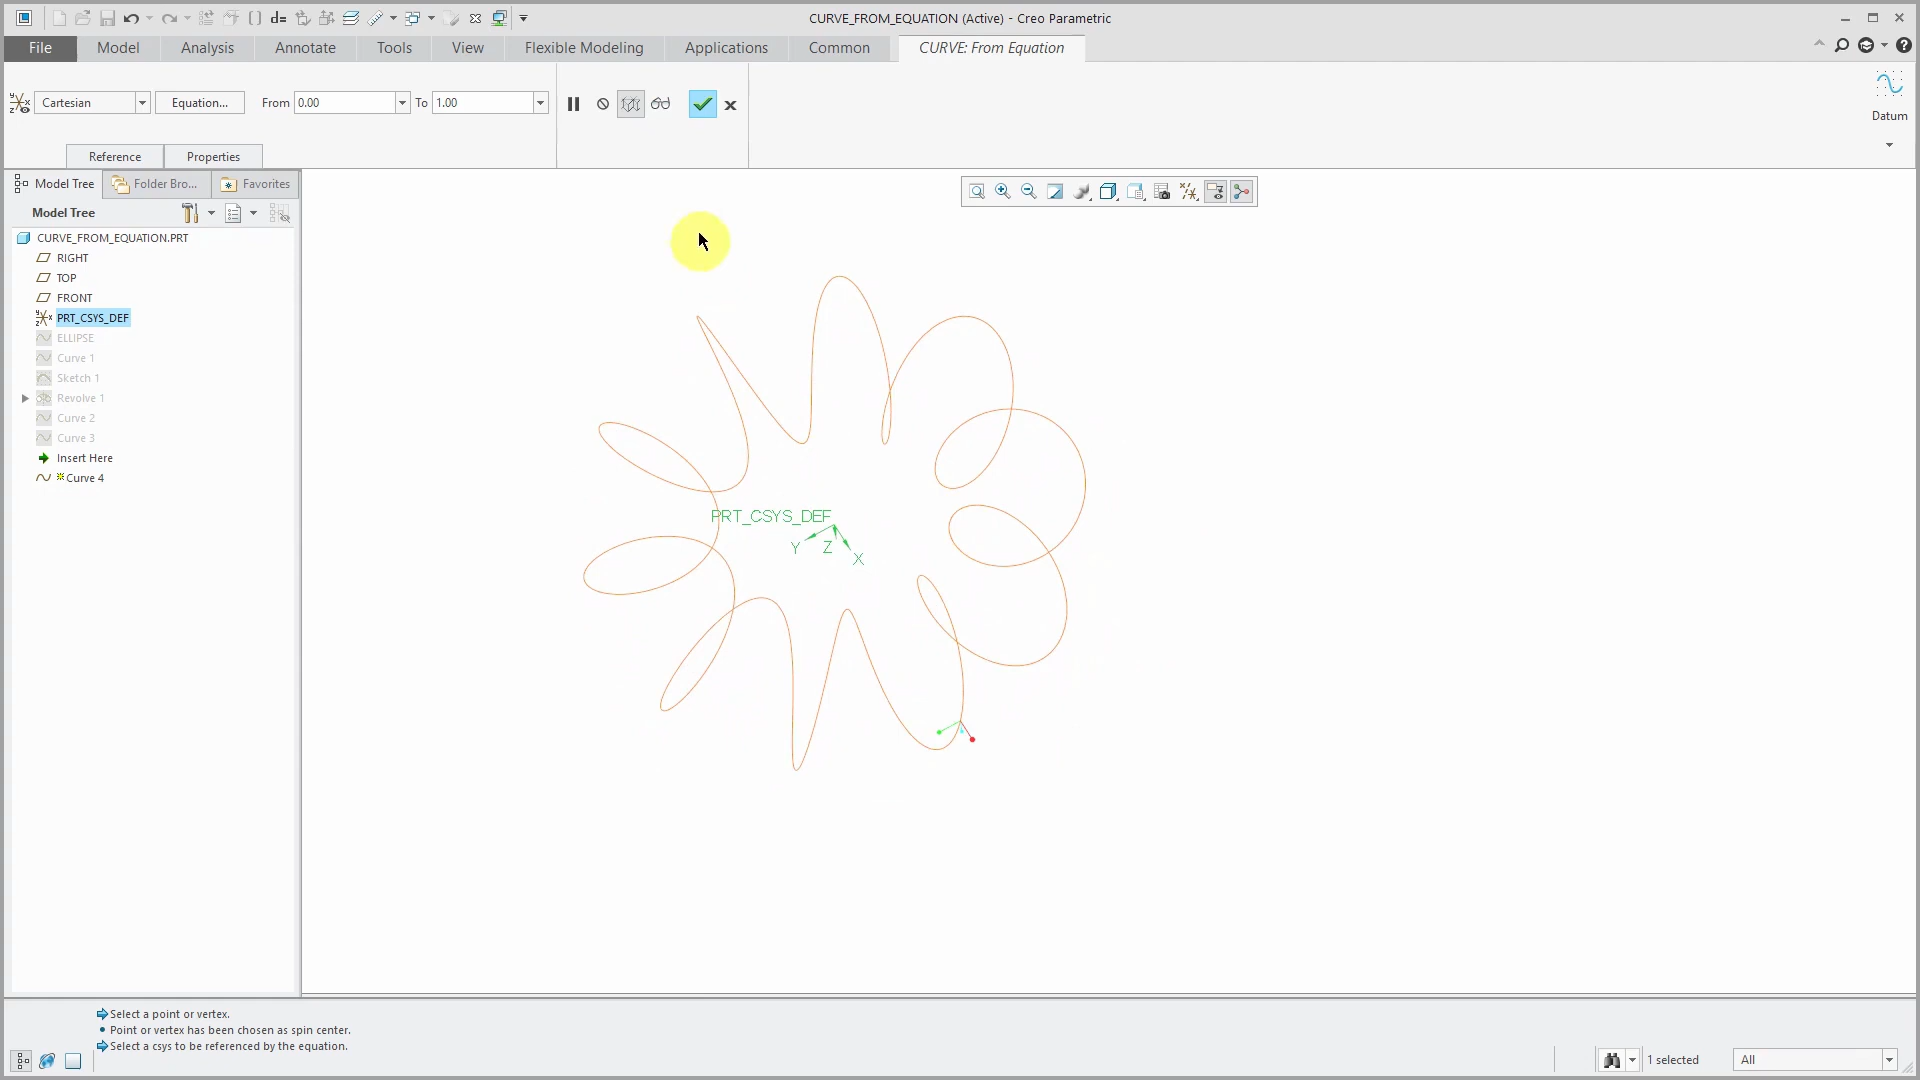 CURVE_FROM_EQUATION (Active) - Creo Parametric
File Model Analysis Annotate Tools View Flexible Modeling Applications Common CURVE: From Equation
Cartesian Equation... From 0.00 To 1.00
Datum
Reference Properties
Model Tree Folder Bro... Favorites
Model Tree
CURVE_FROM_EQUATION.PRT
RIGHT
TOP
FRONT
PRT_CSYS_DEF
ELLIPSE
Curve 1
Sketch 1
Revolve 1
Curve 2
Curve 3
Insert Here
Curve 4
PRT_CSYS_DEF
Y Z X
Select a point or vertex.
Point or vertex has been chosen as spin center.
Select a csys to be referenced by the equation.
1 selected All